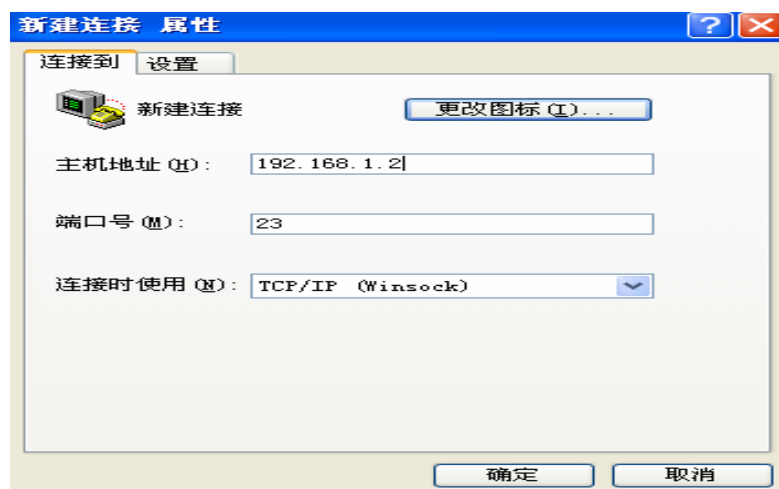 新建连接 属性
连接到 设置
新建连接 更改图标(I)...
主机地址(H): 192.168.1.2
端口号(M): 23
连接时使用(N): TCP/IP (Winsock)
确定 取消